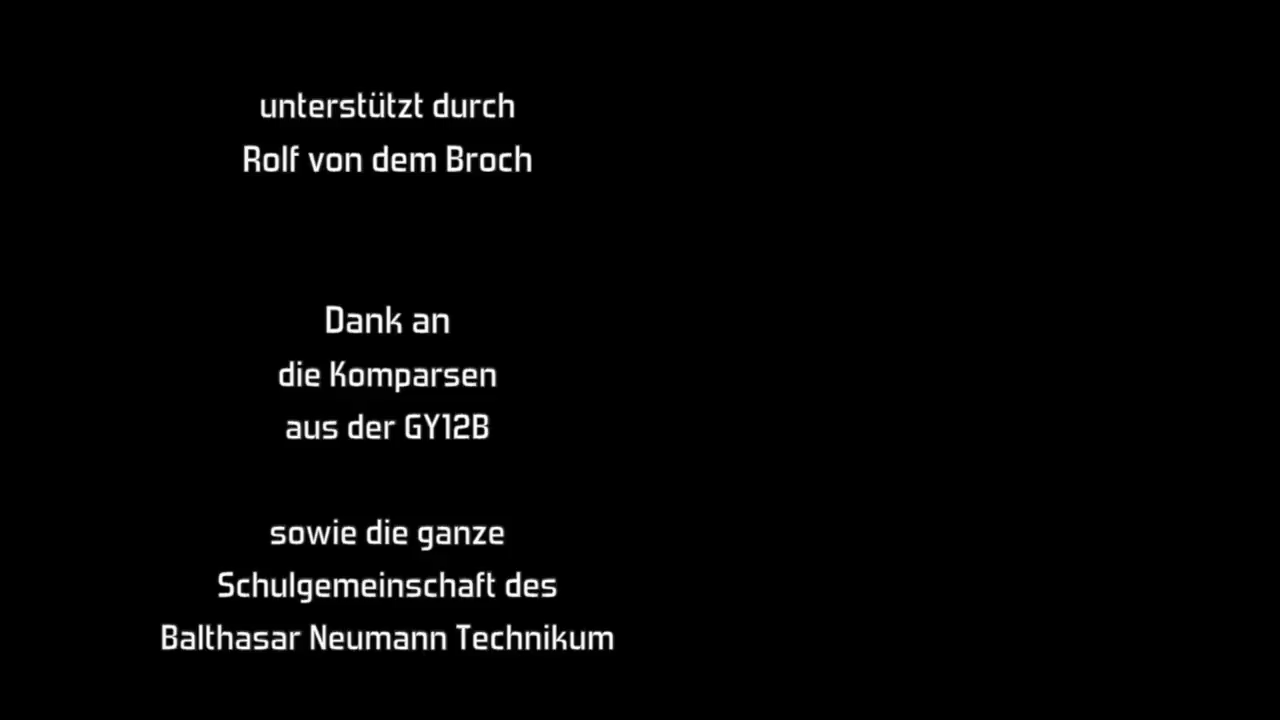 unterstützt durch
Rolf von dem Broch
Dank an
die Komparsen
aus der GY12B
sowie die ganze
Schulgemeinschaft des
Balthasar Neumann Technikum